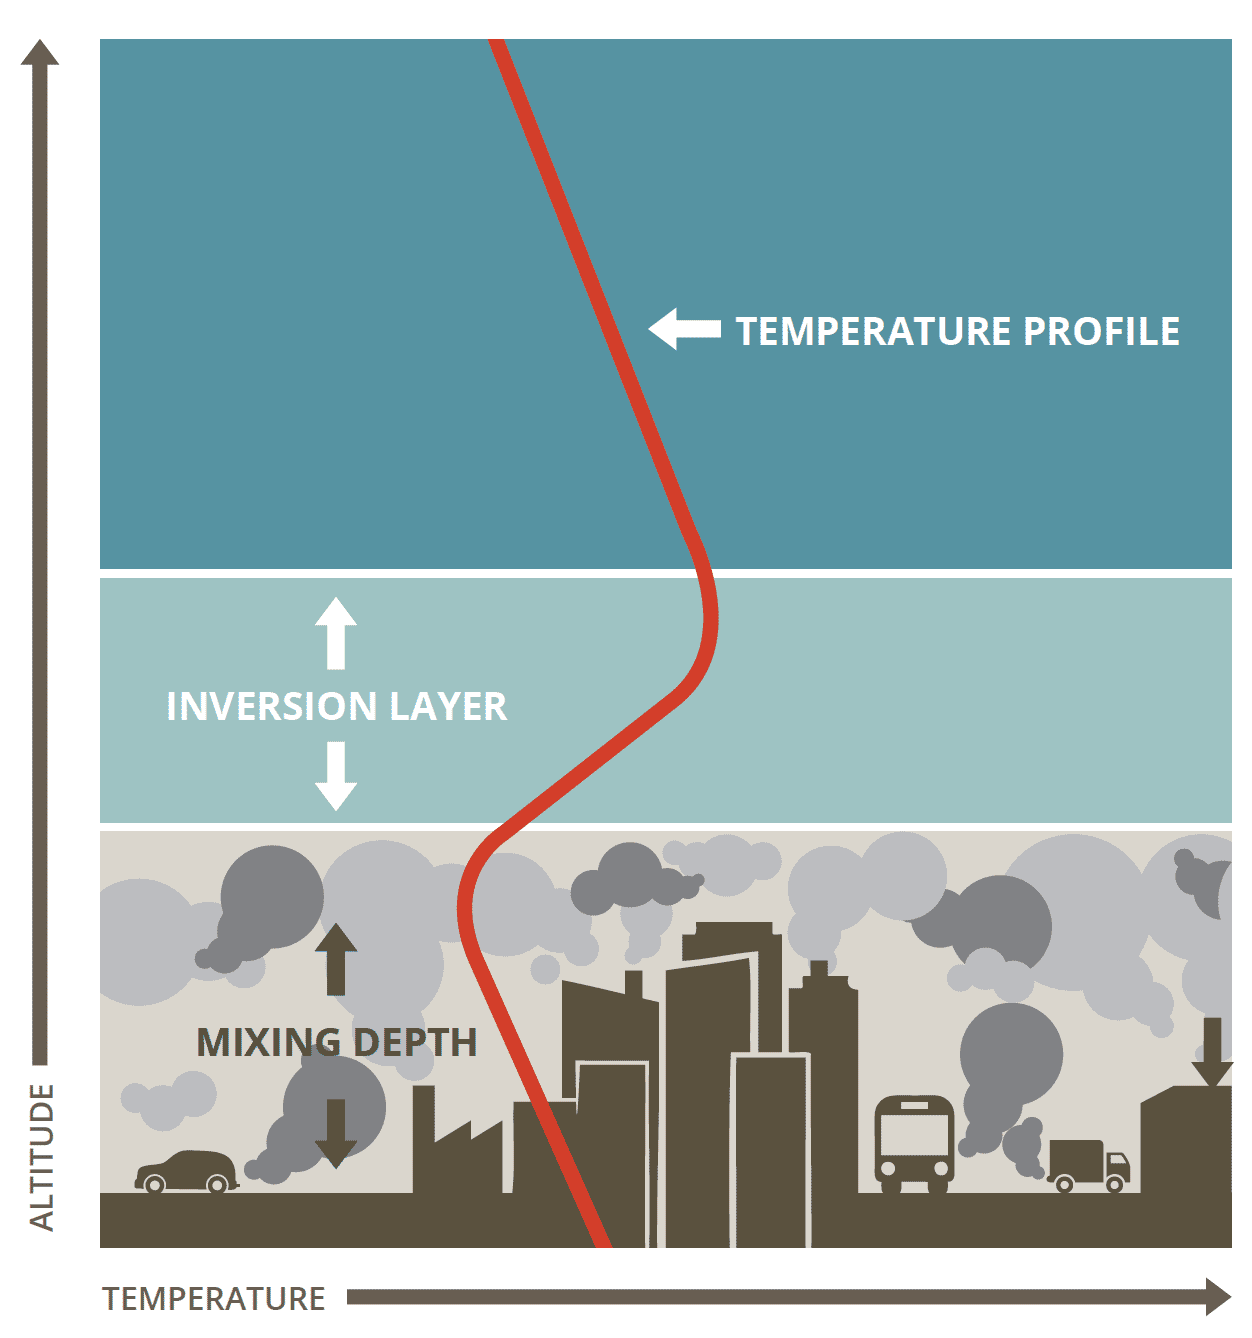 TEMPERATURE PROFILE
INVERSION LAYER
MIXING DEPTH
ALTITUDE
TEMPERATURE